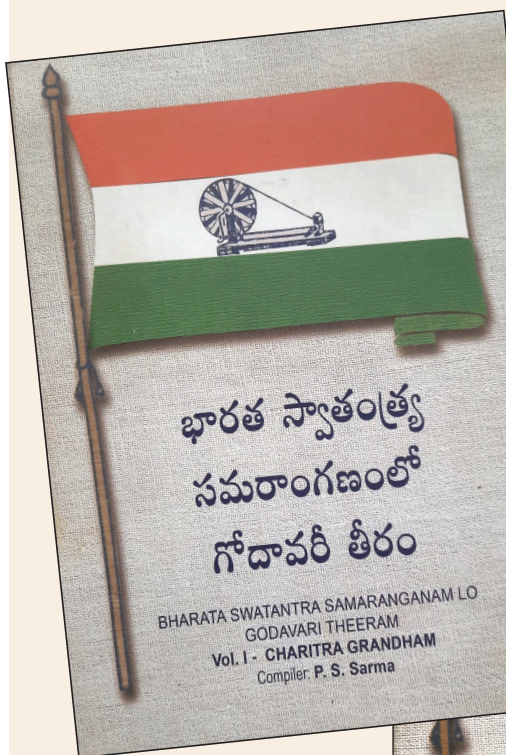 భారత స్వాతంత్ర్య
సమరాంగణంలో
గోదావరీ తీరం
BHARATA SWATANTRA SAMARANGANAM LO
GODAVARI THEERAM
Vol. I - CHARITRA GRANDHAM
Compiler: P. S. Sarma